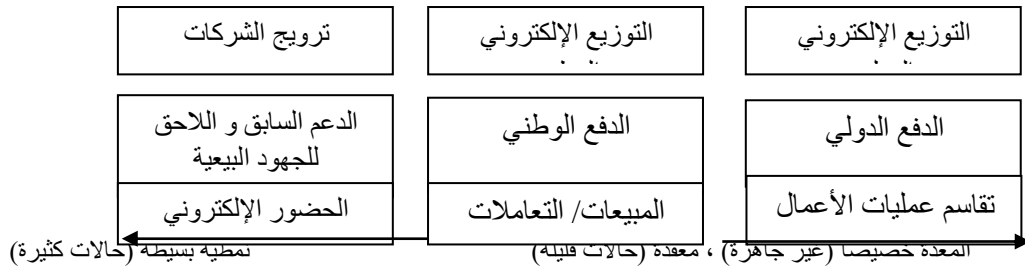 التوزيع الإلكتروني
التوزيع الإلكتروني
ترويج الشركات
الدفع الدولي
الدفع الوطني
الدعم السابق و اللاحق
للجهود البيعية
تقاسم عمليات الأعمال
المبيعات/ التعاملات
الحضور الإلكتروني
المعدة خصيصا (غير جاهزة) ، معقدة (حالات قليلة)
نمطية بسيطة (حالات كثيرة)